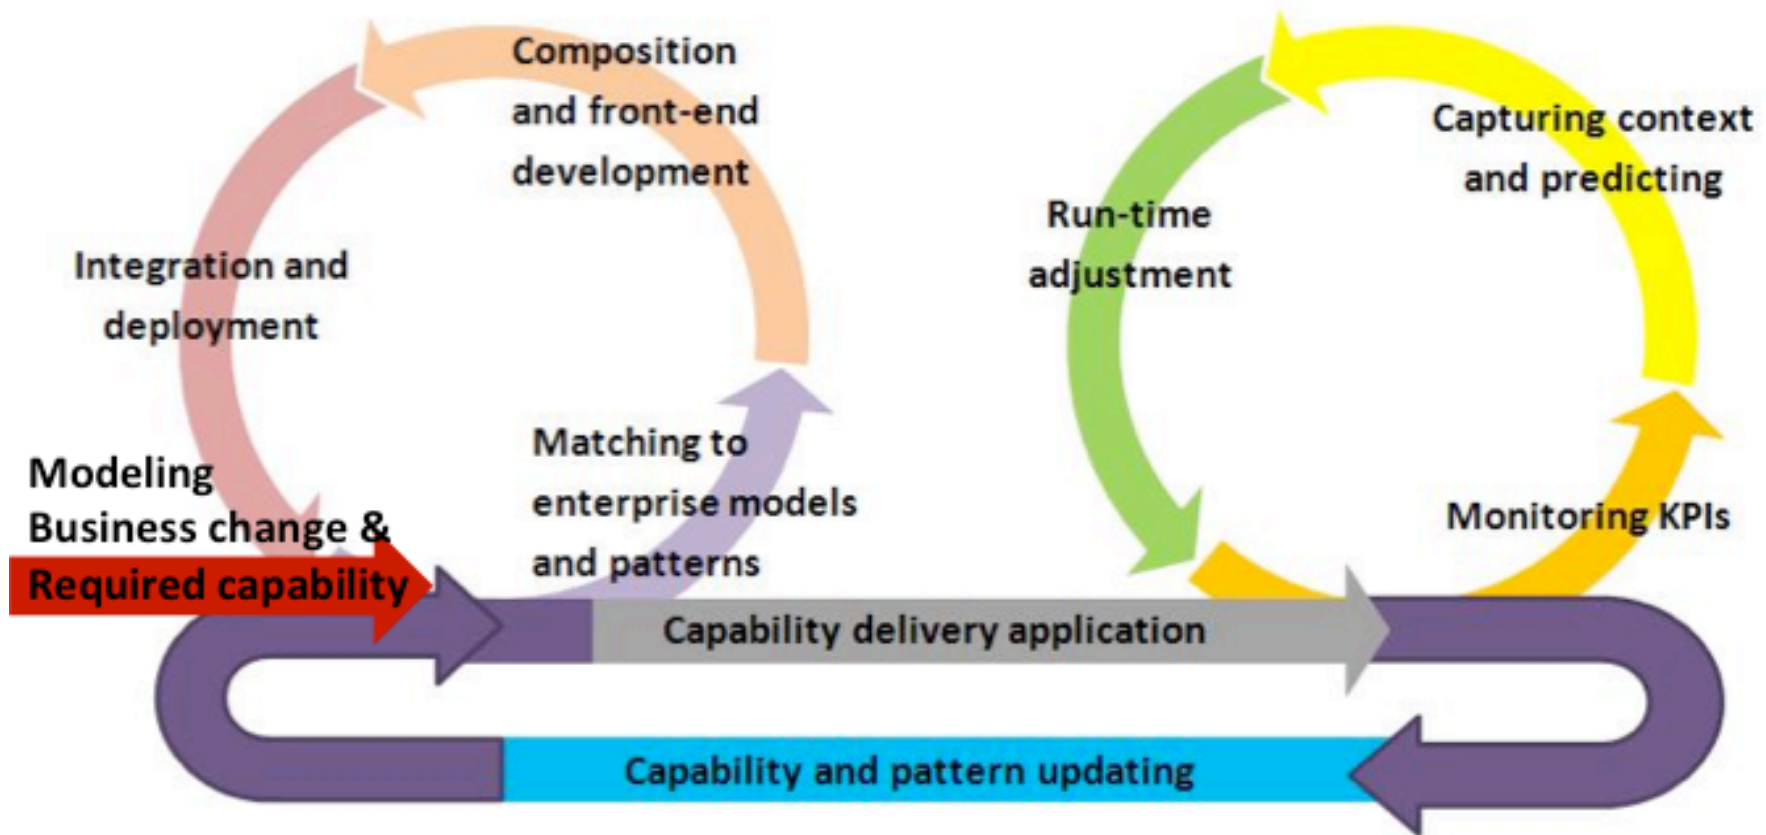 Composition
and front-end
development
Capturing context
and predicting
Run-time
adjustment
Integration and
deployment
Matching to
enterprise models
and patterns
Modeling
Business change &
Required capability
Monitoring KPIs
Capability delivery application
Capability and pattern updating